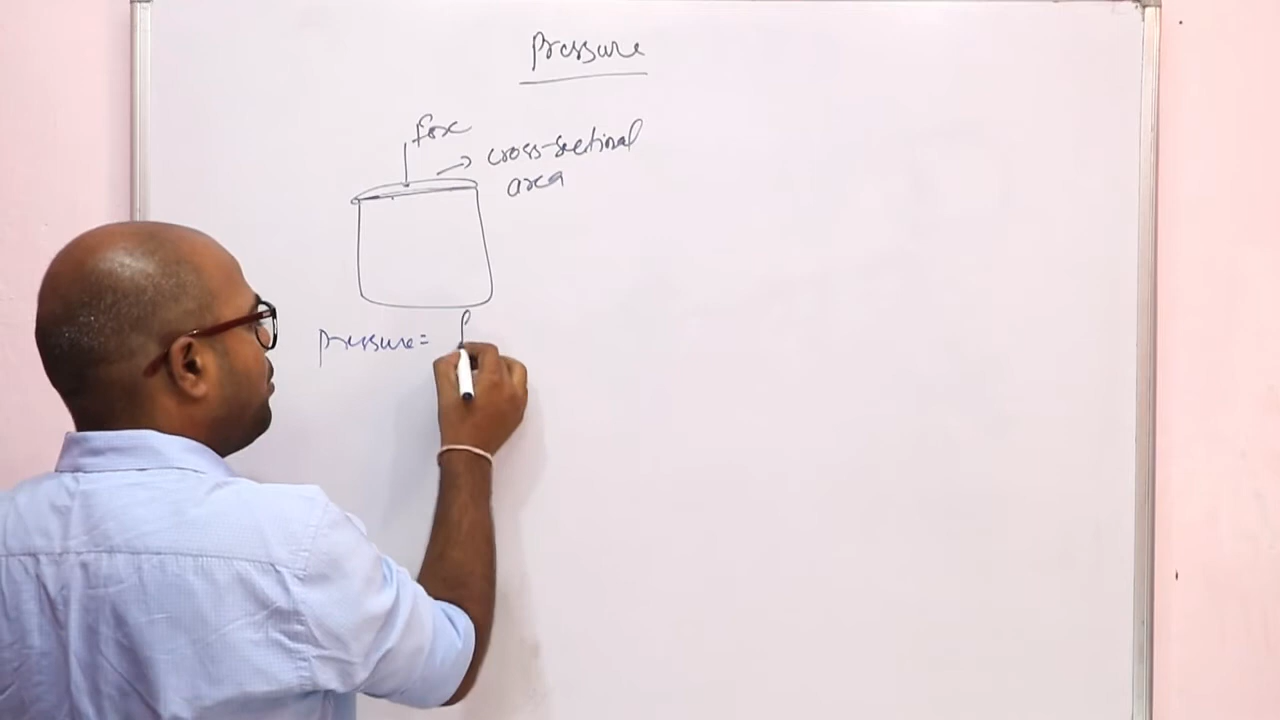 Pressure
force
cross-sectional
area
pressure = f